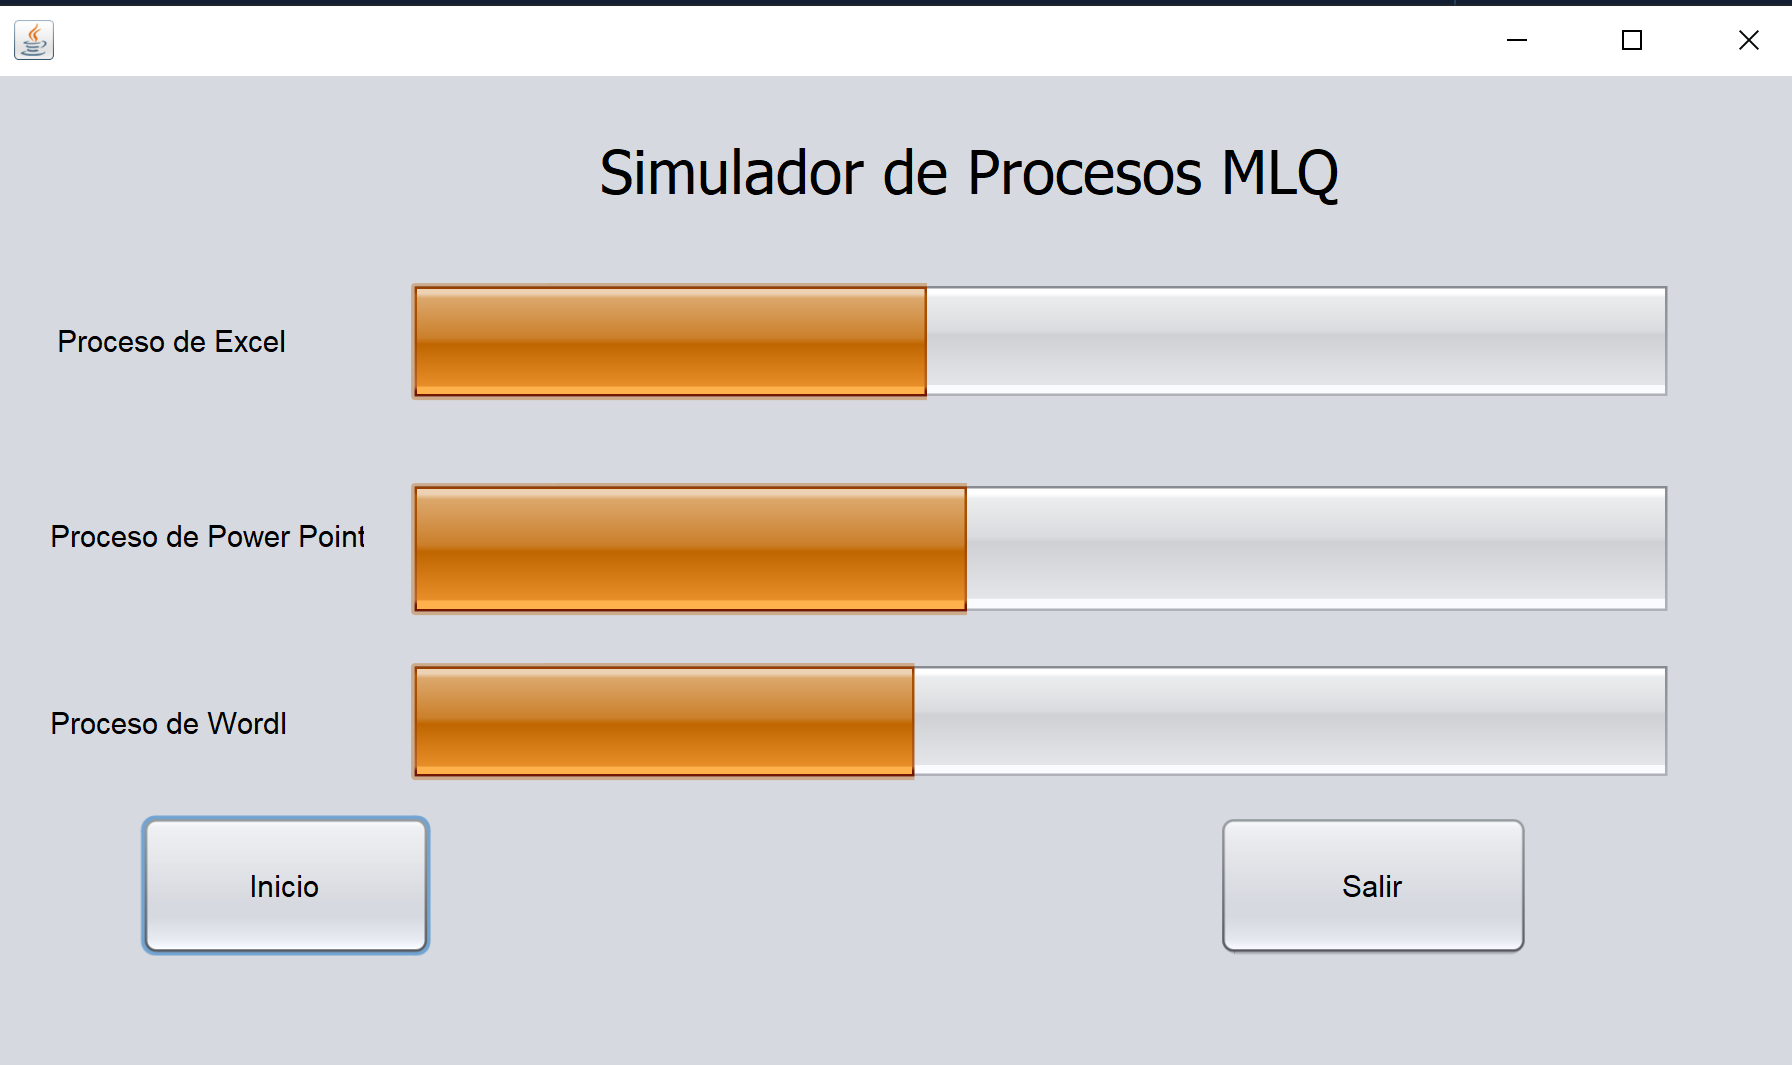 Simulador de Procesos MLQ
Proceso de Excel
Proceso de Power Point
Proceso de Wordl
Inicio
Salir